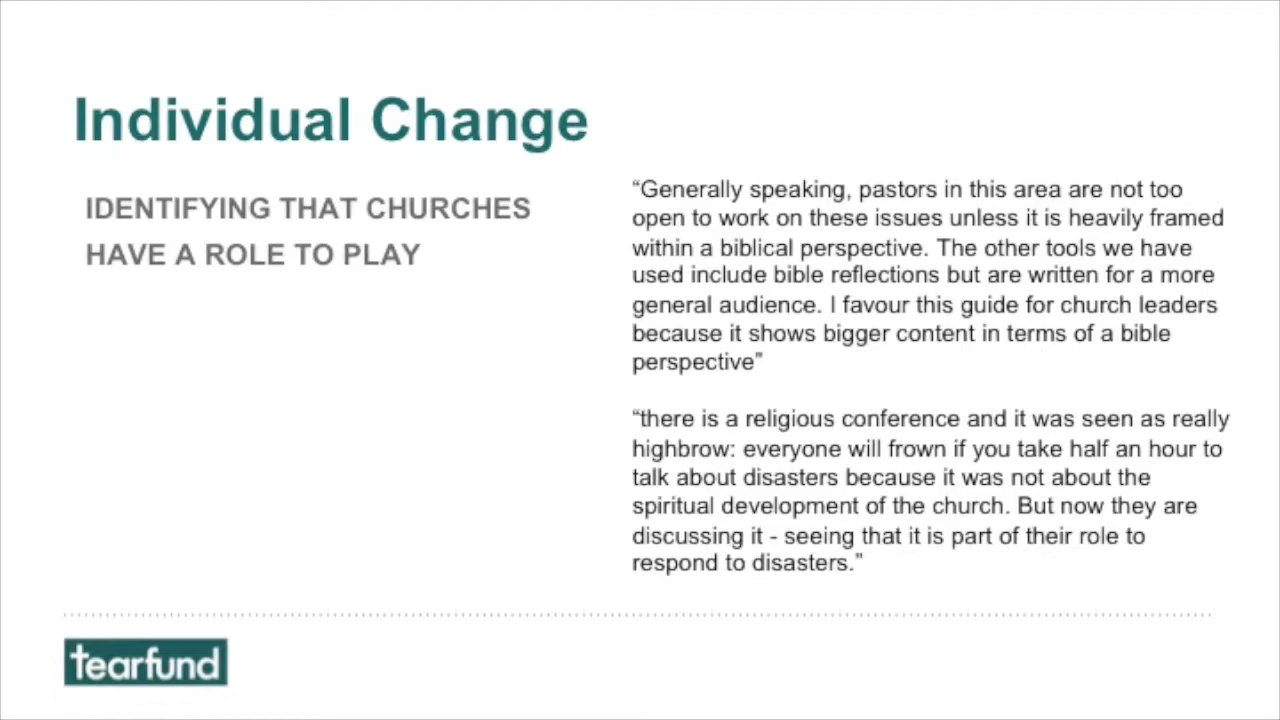 Individual Change
IDENTIFYING THAT CHURCHES
HAVE A ROLE TO PLAY
“Generally speaking, pastors in this area are not too
open to work on these issues unless it is heavily framed
within a biblical perspective. The other tools we have
used include bible reflections but are written for a more
general audience. I favour this guide for church leaders
because it shows bigger content in terms of a bible
perspective”
“there is a religious conference and it was seen as really
highbrow: everyone will frown if you take half an hour to
talk about disasters because it was not about the
spiritual development of the church. But now they are
discussing it - seeing that it is part of their role to
respond to disasters.”
tearfund